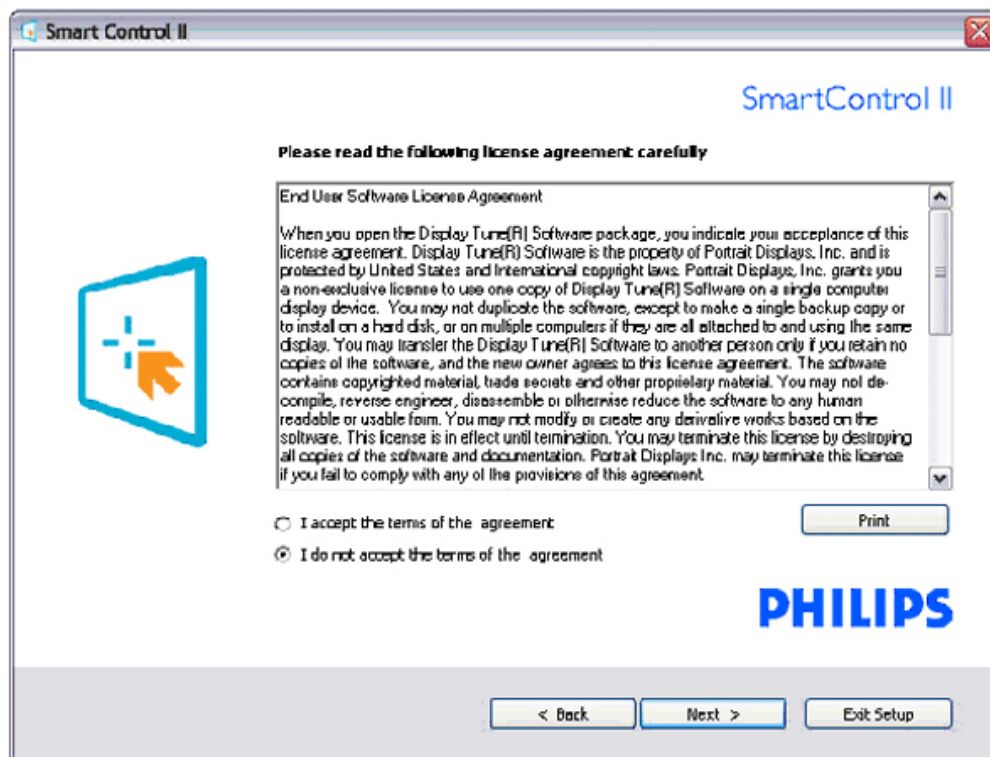 Smart Control II
SmartControl II
Please read the following license agreement carefully
End User Software License Agreement
When you open the Display Tune(R) Software package, you indicate your acceptance of this
license agreement. Display Tune(R) Software is the property of Portrait Displays, Inc. and is
protected by United States and International copyright laws. Portrait Displays, Inc. grants you
a non-exclusive license to use one copy of Display Tune(R) Software on a single computer
display device. You may not duplicate the software, except to make a single backup copy or
to install on a hard disk, or on multiple computers if they are all attached to and using the same
display. You may transfer the Display Tune(R) Software to another person only if you retain no
copies of the software, and the new owner agrees to this license agreement. The software
contains copyrighted material, trade secrets and other proprietary material. You may not de-
compile, reverse engineer, disassemble or otherwise reduce the software to any human
readable or usable form. You may not modify or create any derivative works based on the
software. This license is in effect until termination. You may terminate this license by destroying
all copies of the software and documentation. Portrait Displays Inc. may terminate this license
if you fail to comply with any of the provisions of this agreement.
I accept the terms of the agreement
Print
I do not accept the terms of the agreement
PHILIPS
< Back
Next >
Exit Setup